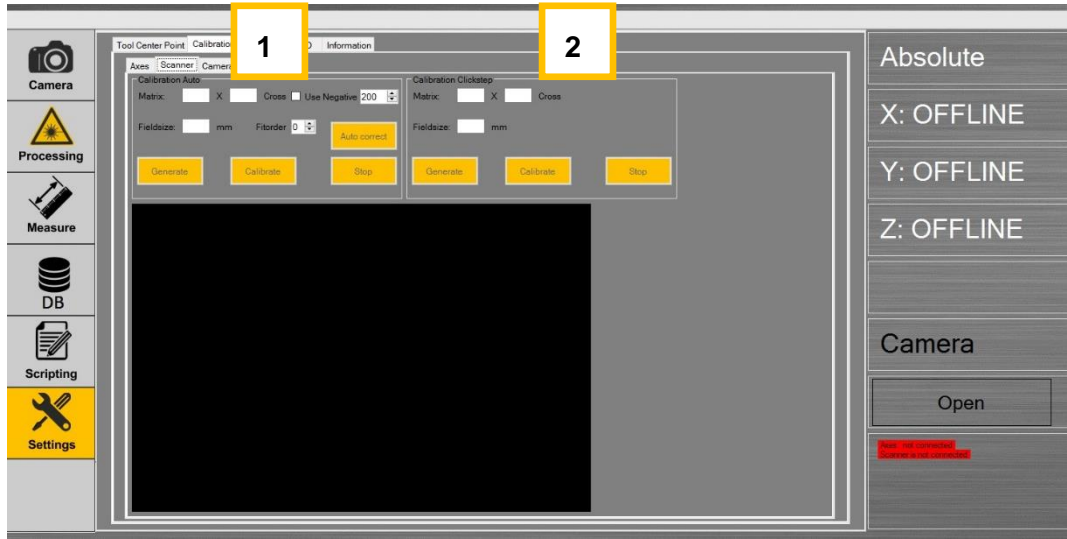 1
2
Tool Center Point Calibration Information
Axes Scanner Camera
Camera
Processing
Measure
DB
Scripting
Settings
Calibration Auto
Matrix: X Cross Use Negative 200
Fieldsize: mm Fitorder 0
Auto correct
Generate Calibrate Stop
Calibration Clickstep
Matrix: X Cross
Fieldsize: mm
Generate Calibrate Stop
Absolute
X: OFFLINE
Y: OFFLINE
Z: OFFLINE
Camera
Open
Axes not connected
Scanner is not connected